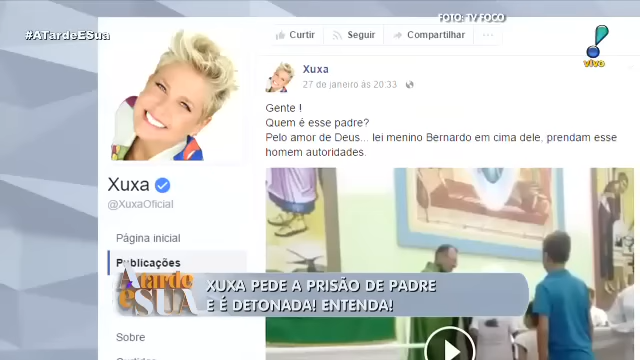 FOTO: TV FOCO
#ATardeÉSua
Curtir
Seguir
Compartilhar
...
Xuxa
27 de janeiro às 20:33
Gente !
Quem é esse padre?
Pelo amor de Deus... lei menino Bernardo em cima dele, prendam esse
homem autoridades.
vivo
Xuxa
@XuxaOficial
Página inicial
Publicações
A tarde
é SUA
XUXA PEDE A PRISÃO DE PADRE
E É DETONADA! ENTENDA!
Sobre